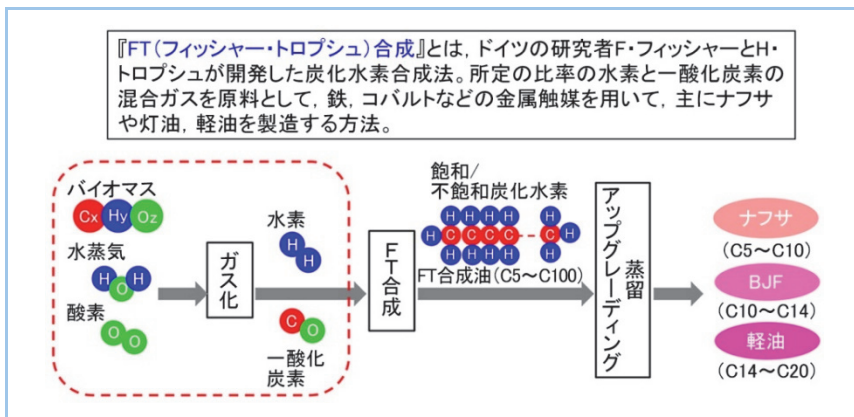 『FT(フィッシャー・トロプシュ)合成』とは,ドイツの研究者F・フィッシャーとH・
トロプシュが開発した炭化水素合成法。所定の比率の水素と一酸化炭素の
混合ガスを原料として,鉄,コバルトなどの金属触媒を用いて,主にナフサ
や灯油,軽油を製造する方法。
バイオマス
Cx Hy Oz
水蒸気
H O H
酸素
O O
ガス化
水素
H H
C O
一酸化
炭素
FT合成
飽和/
不飽和炭化水素
H H H H H
H C C C C C H
H H H H H
FT合成油(C5~C100)
蒸留
アップグレーディング
ナフサ
(C5~C10)
BJF
(C10~C14)
軽油
(C14~C20)